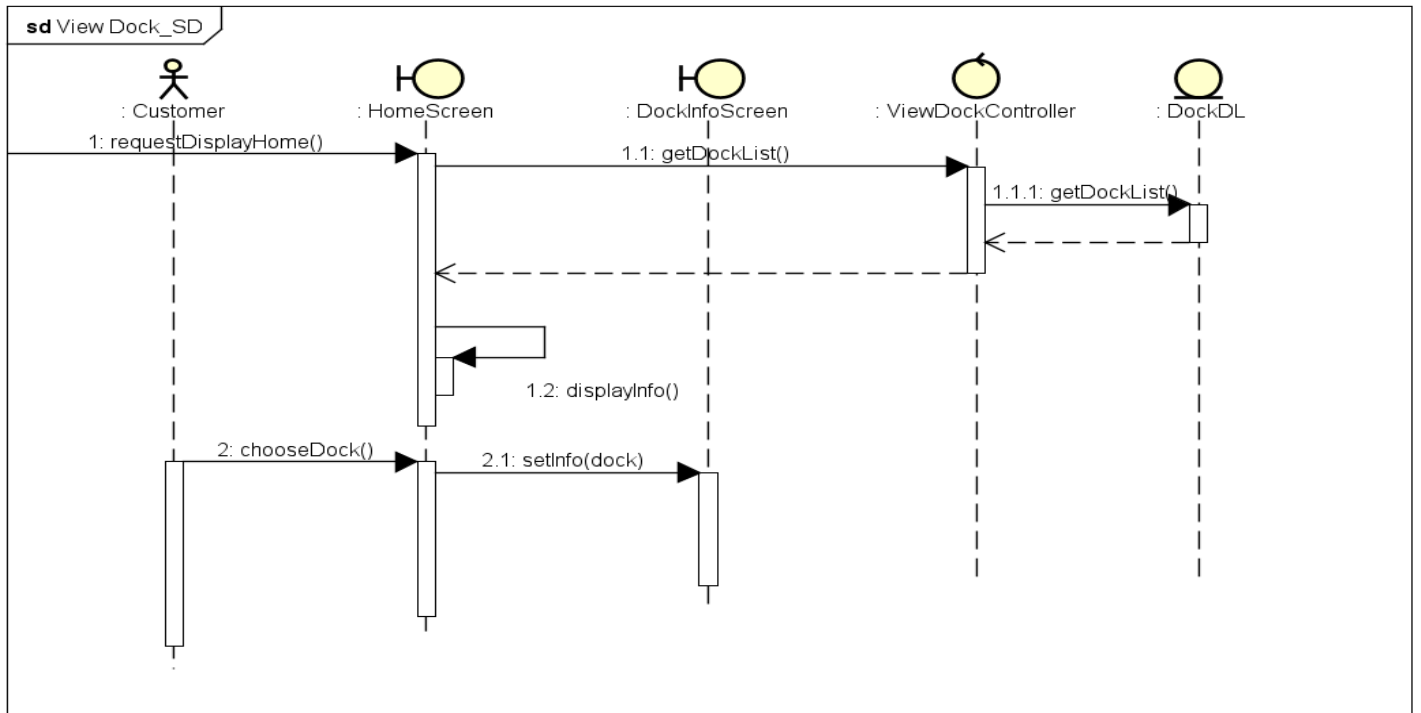 sd View Dock_SD
: Customer
: HomeScreen
: DockInfoScreen
: ViewDockController
: DockDL
1: requestDisplayHome()
1.1: getDockList()
1.1.1: getDockList()
1.2: displayInfo()
2: chooseDock()
2.1: setInfo(dock)